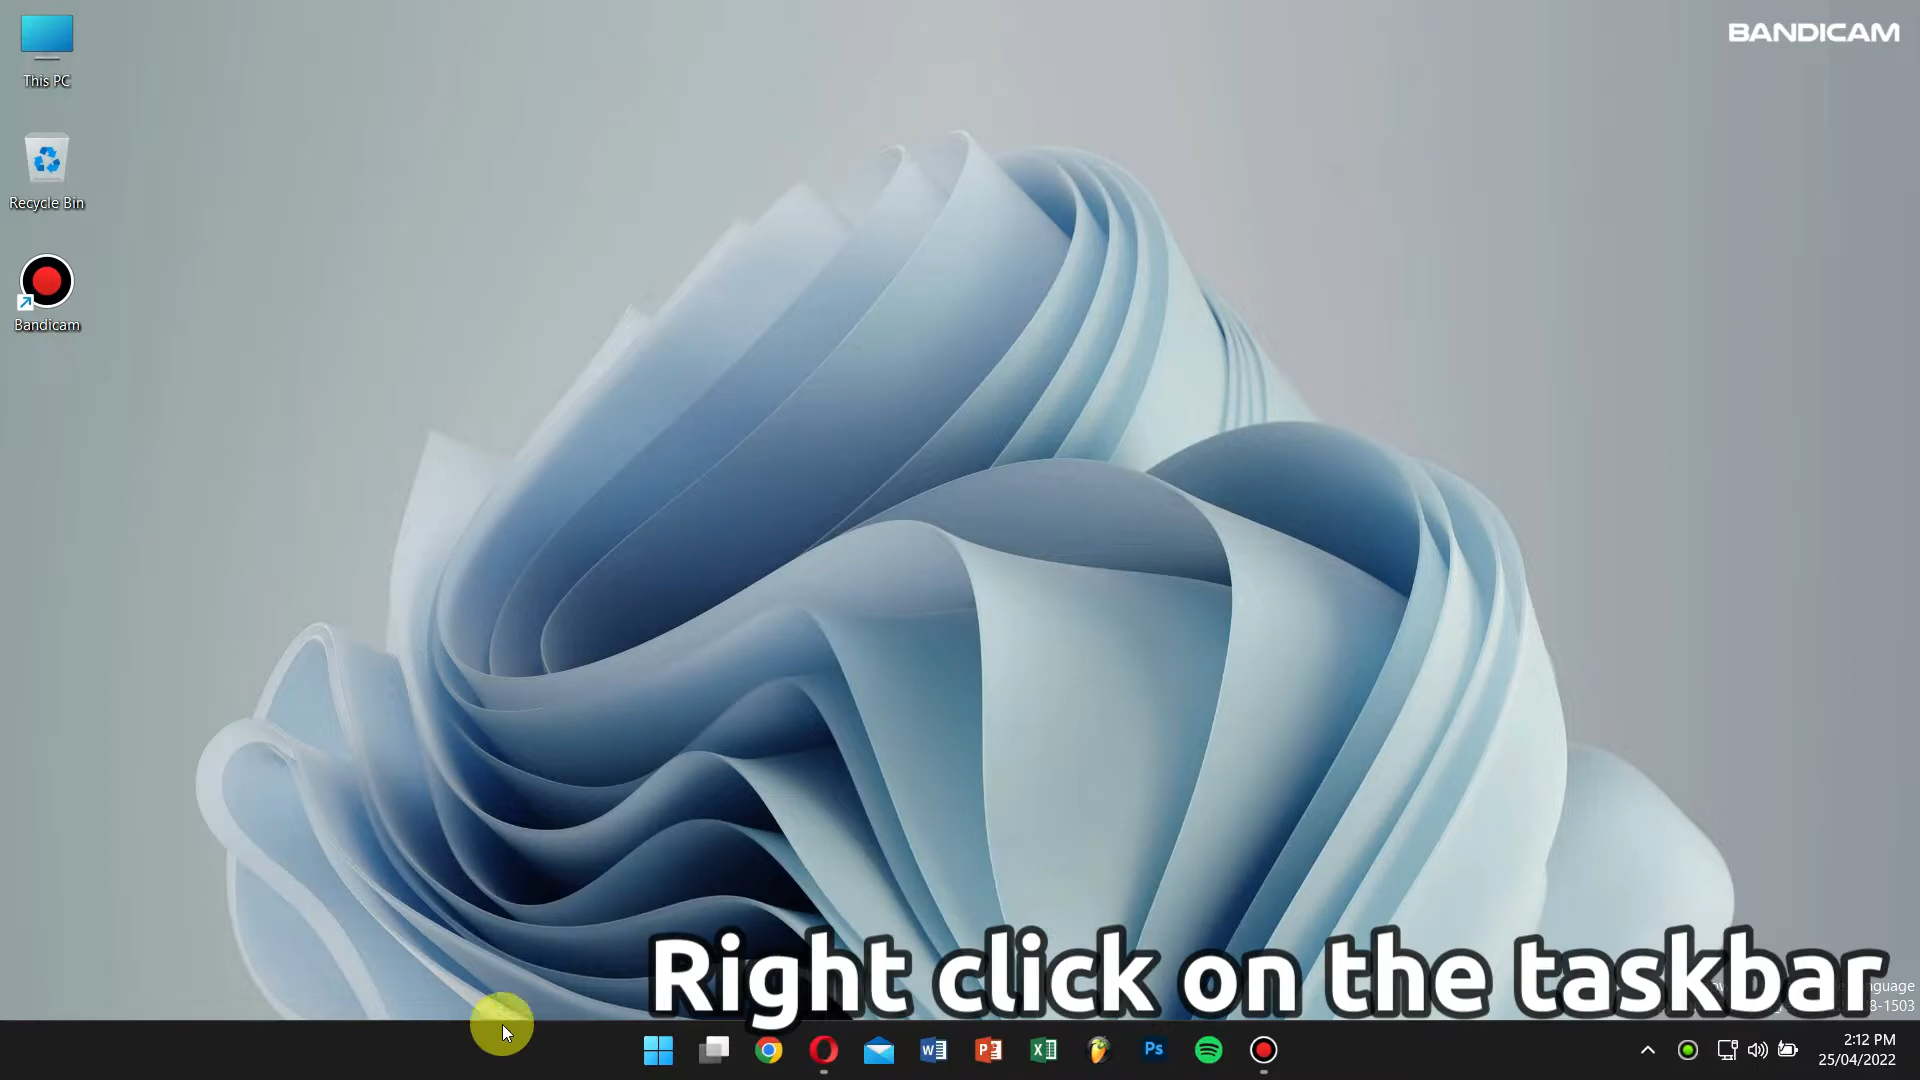 BANDICAM
This PC
Recycle Bin
Bandicam
Right click on the taskbar
2:12 PM
25/04/2022